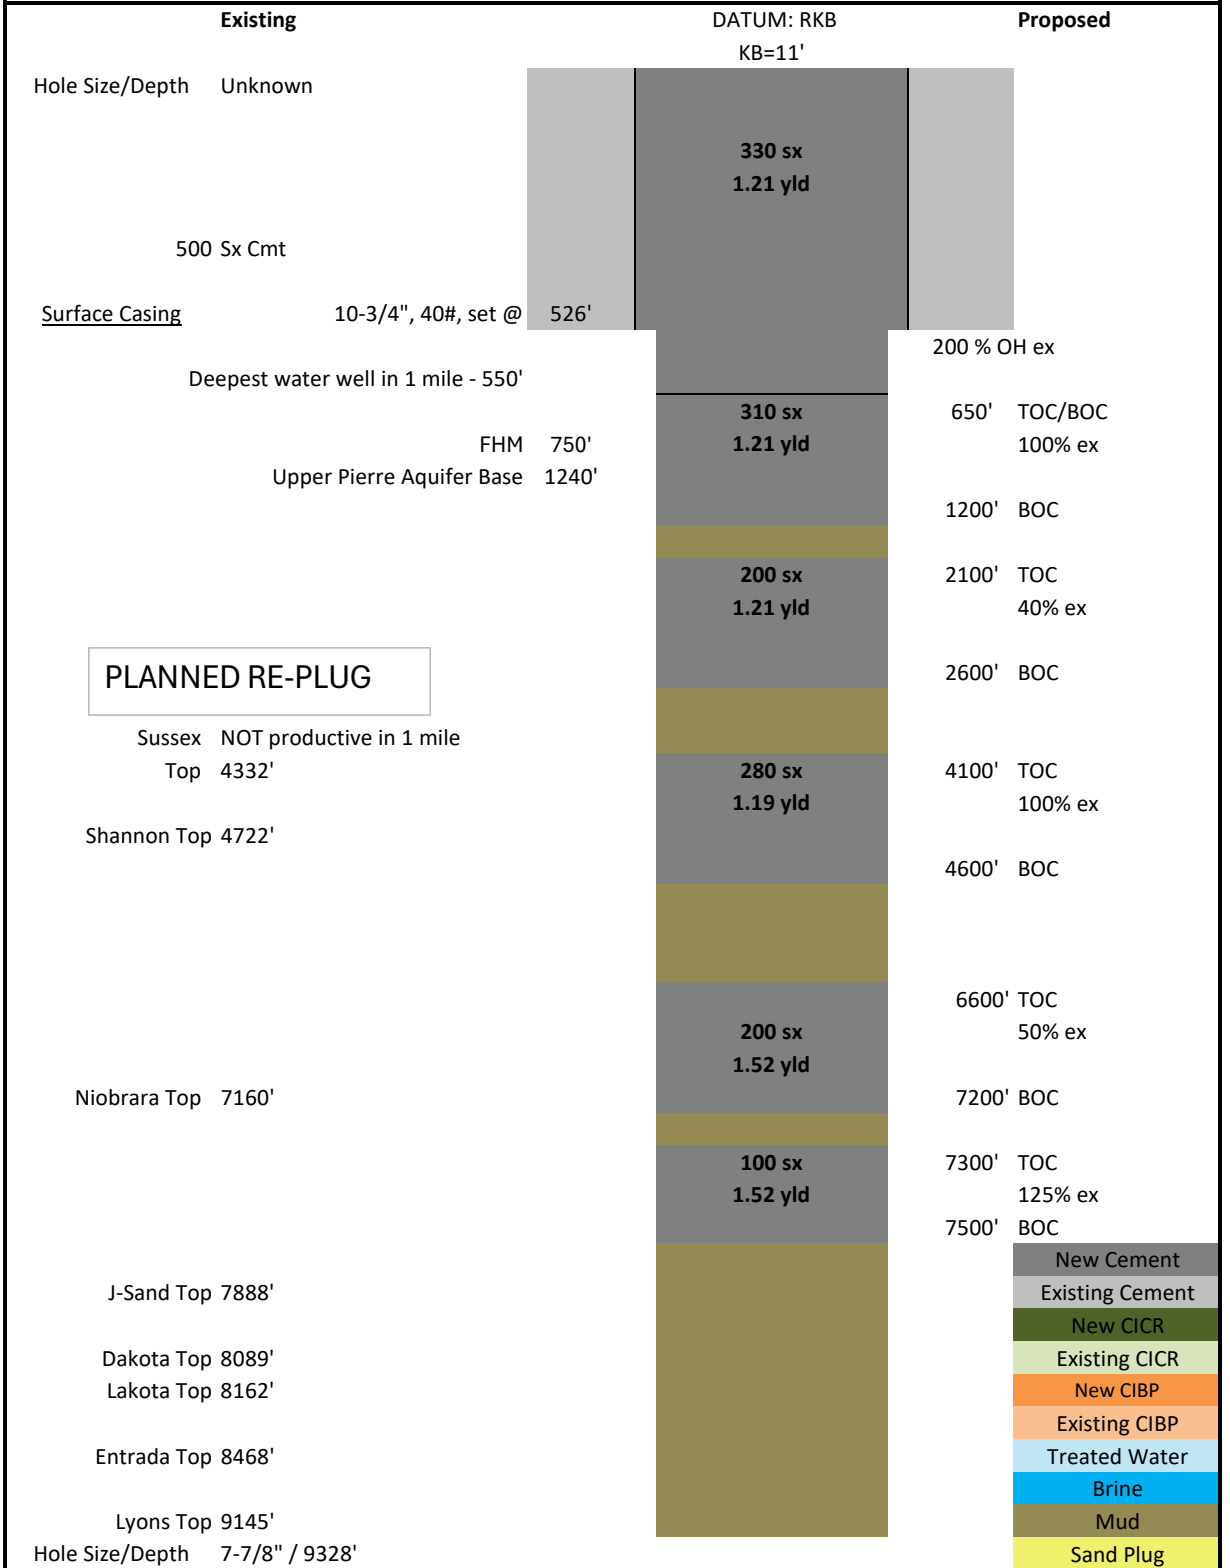 Existing DATUM: RKB Proposed
KB=11'
Hole Size/Depth Unknown
330 sx
1.21 yld
500 Sx Cmt
Surface Casing 10-3/4", 40#, set @ 526'
200 % OH ex
Deepest water well in 1 mile - 550'
310 sx 650' TOC/BOC
FHM 750' 1.21 yld 100% ex
Upper Pierre Aquifer Base 1240'
1200' BOC
200 sx 2100' TOC
1.21 yld 40% ex
PLANNED RE-PLUG 2600' BOC
Sussex NOT productive in 1 mile
Top 4332' 280 sx 4100' TOC
1.19 yld 100% ex
Shannon Top 4722'
4600' BOC
6600' TOC
200 sx 50% ex
1.52 yld
Niobrara Top 7160' 7200' BOC
100 sx 7300' TOC
1.52 yld 125% ex
7500' BOC
New Cement
J-Sand Top 7888' Existing Cement
New CICR
Dakota Top 8089' Existing CICR
Lakota Top 8162' New CIBP
Existing CIBP
Entrada Top 8468' Treated Water
Brine
Lyons Top 9145' Mud
Hole Size/Depth 7-7/8" / 9328' Sand Plug